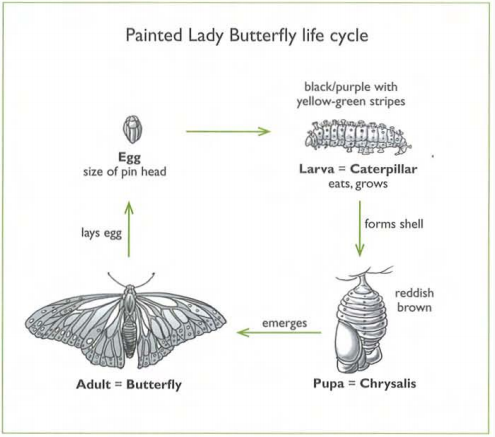 Painted Lady Butterfly life cycle
black/purple with
yellow-green stripes
Egg
size of pin head
Larva = Caterpillar
eats, grows
forms shell
lays egg
reddish
brown
emerges
Adult = Butterfly
Pupa = Chrysalis